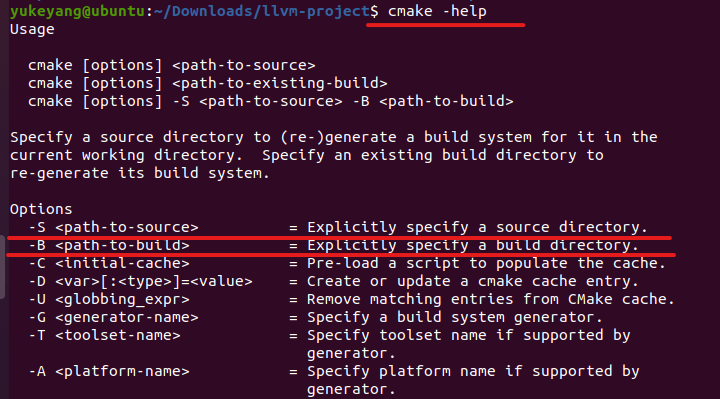 yukeyang@ubuntu:~/Downloads/llvm-project$ cmake -help
Usage
cmake [options] <path-to-source>
cmake [options] <path-to-existing-build>
cmake [options] -S <path-to-source> -B <path-to-build>
Specify a source directory to (re-)generate a build system for it in the
current working directory.  Specify an existing build directory to
re-generate its build system.
Options
-S <path-to-source>          = Explicitly specify a source directory.
-B <path-to-build>           = Explicitly specify a build directory.
-C <initial-cache>           = Pre-load a script to populate the cache.
-D <var>[:<type>]=<value>    = Create or update a cmake cache entry.
-U <globbing_expr>           = Remove matching entries from CMake cache.
-G <generator-name>          = Specify a build system generator.
-T <toolset-name>            = Specify toolset name if supported by
generator.
-A <platform-name>           = Specify platform name if supported by
generator.